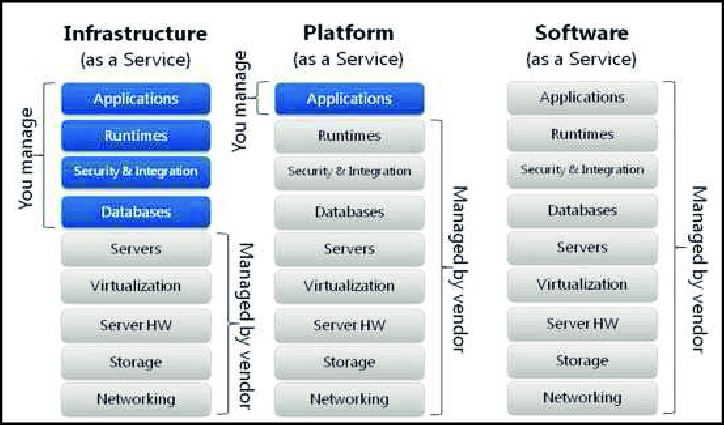 Infrastructure
(as a Service)
You manage
Applications
Runtimes
Security & Integration
Databases
Servers
Virtualization
Server HW
Storage
Networking
Managed by vendor
Platform
(as a Service)
You manage
Applications
Runtimes
Security & Integration
Databases
Servers
Virtualization
Server HW
Storage
Networking
Managed by vendor
Software
(as a Service)
Applications
Runtimes
Security & Integration
Databases
Servers
Virtualization
Server HW
Storage
Networking
Managed by vendor